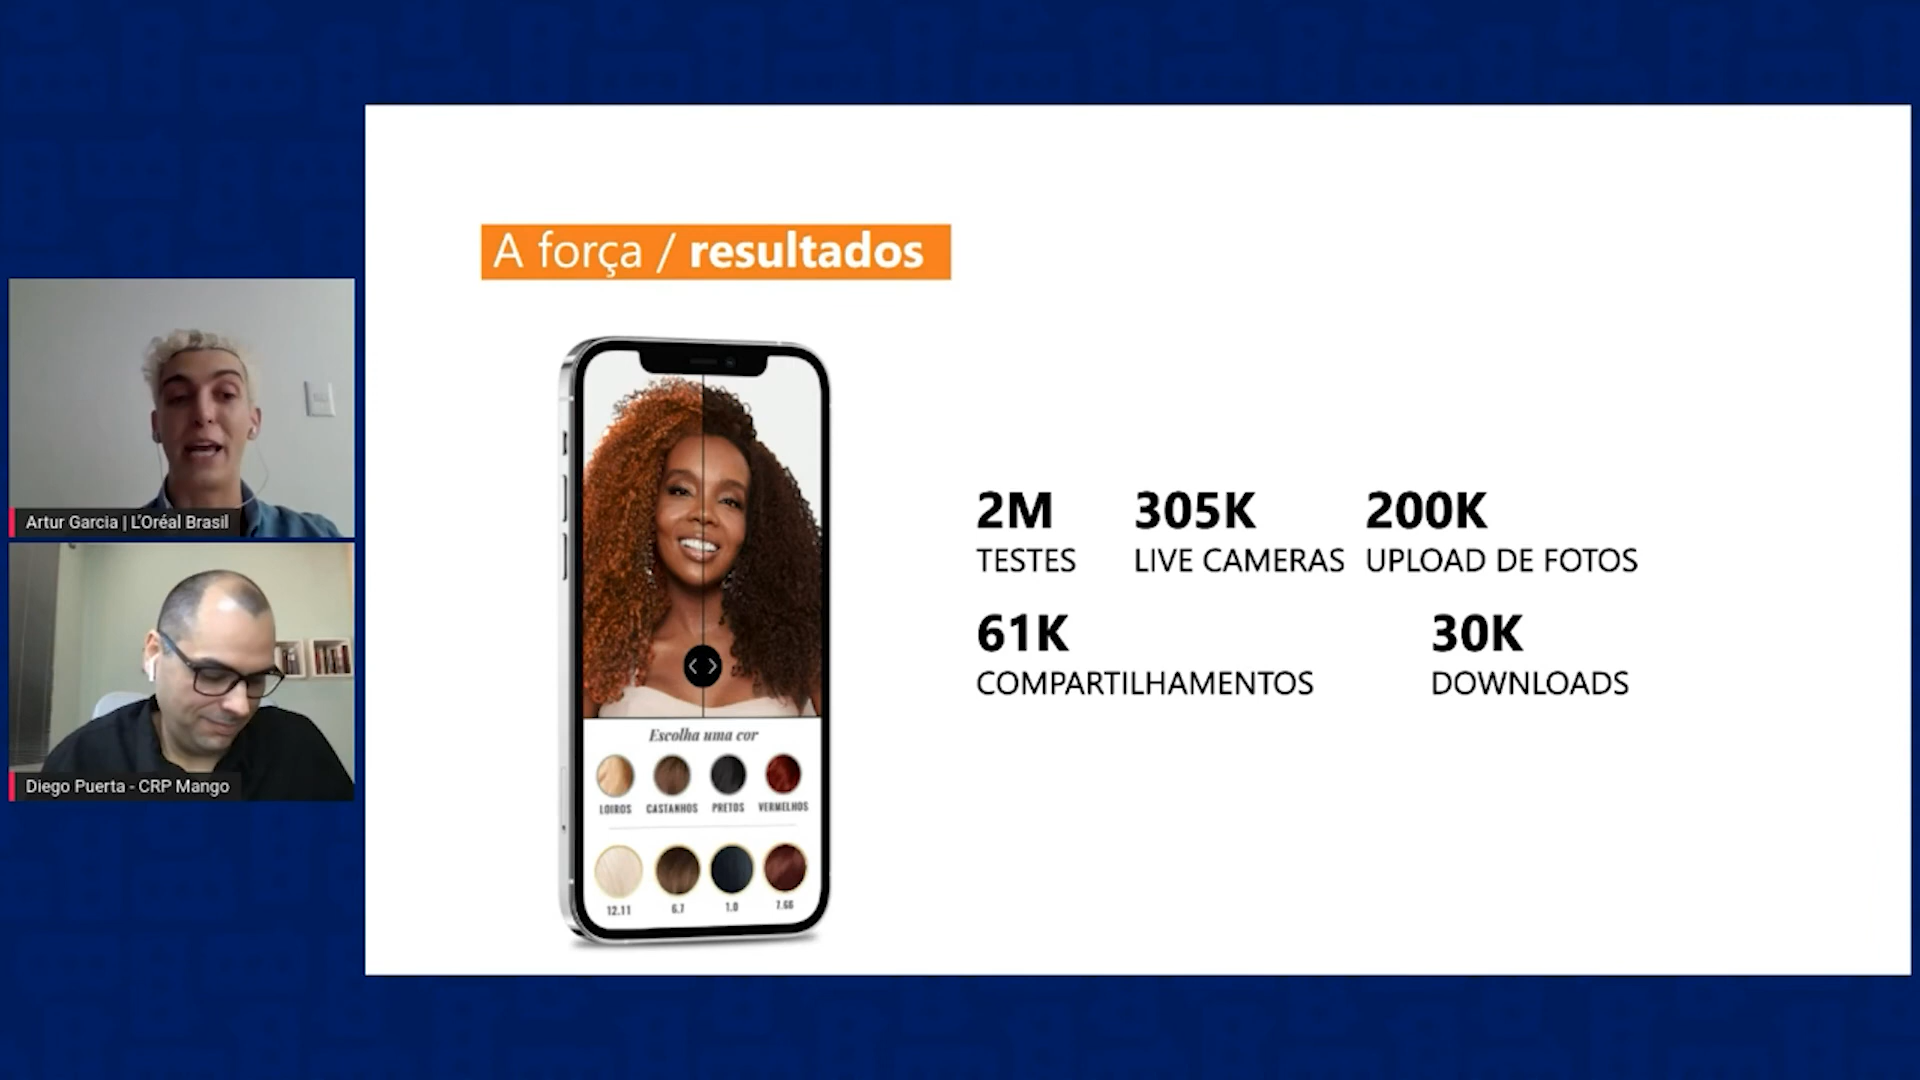 A força / resultados
Artur Garcia | L'Oréal Brasil
Diego Puerta - CRP Mango
Escolha uma cor
LOIROS CASTANHOS PRETOS VERMELHOS
12.11 6.7 1.0 7.66
2M 305K 200K
TESTES LIVE CAMERAS UPLOAD DE FOTOS
61K 30K
COMPARTILHAMENTOS DOWNLOADS